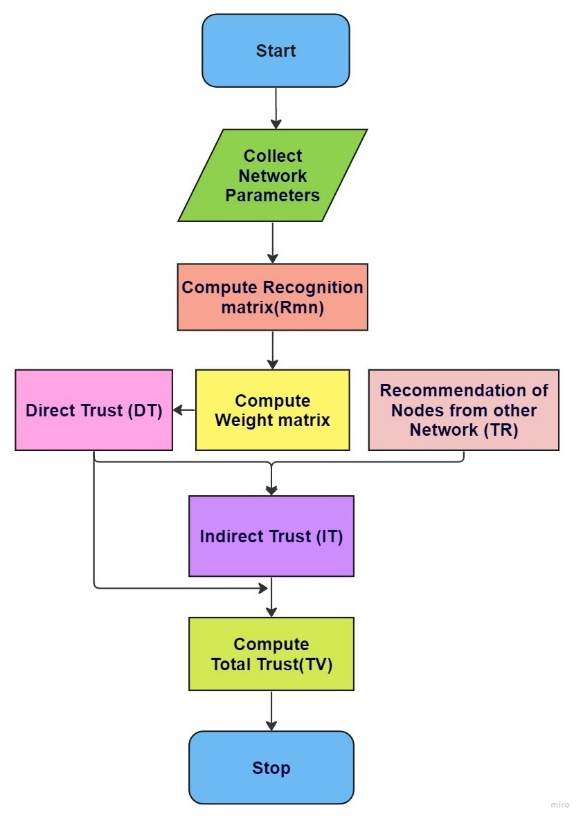 Start
Collect
Network
Parameters
Compute Recognition
matrix(Rmn)
Direct Trust (DT)
Compute
Weight matrix
Recommendation of
Nodes from other
Network (TR)
Indirect Trust (IT)
Compute
Total Trust(TV)
Stop
miro